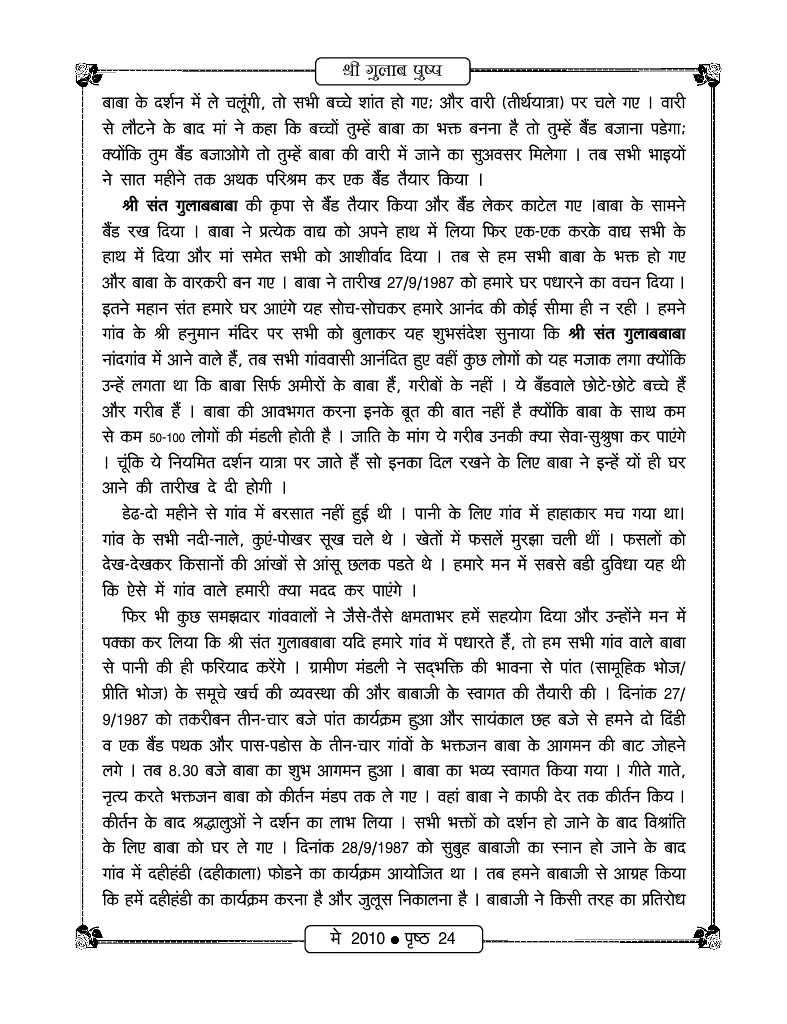 श्री गुलाब पुष्प
बाबा के दर्शन में ले चलूंगी, तो सभी बच्चे शांत हो गए; और वारी (तीर्थयात्रा) पर चले गए । वारी
से लौटने के बाद मां ने कहा कि बच्चों तुम्हें बाबा का भक्त बनना है तो तुम्हें बैंड बजाना पडेगा;
क्योंकि तुम बैंड बजाओगे तो तुम्हें बाबा की वारी में जाने का सुअवसर मिलेगा । तब सभी भाइयों
ने सात महीने तक अथक परिश्रम कर एक बैंड तैयार किया ।
श्री संत गुलाबबाबा की कृपा से बैंड तैयार किया और बैंड लेकर काटेल गए ।बाबा के सामने
बैंड रख दिया । बाबा ने प्रत्येक वाद्य को अपने हाथ में लिया फिर एक-एक करके वाद्य सभी के
हाथ में दिया और मां समेत सभी को आशीर्वाद दिया । तब से हम सभी बाबा के भक्त हो गए
और बाबा के वारकरी बन गए । बाबा ने तारीख 27/9/1987 को हमारे घर पधारने का वचन दिया ।
इतने महान संत हमारे घर आएंगे यह सोच-सोचकर हमारे आनंद की कोई सीमा ही न रही । हमने
गांव के श्री हनुमान मंदिर पर सभी को बुलाकर यह शुभसंदेश सुनाया कि श्री संत गुलाबबाबा
नांदगांव में आने वाले हैं, तब सभी गांववासी आनंदित हुए वहीं कुछ लोगों को यह मजाक लगा क्योंकि
उन्हें लगता था कि बाबा सिर्फ अमीरों के बाबा हैं, गरीबों के नहीं । ये बँडवाले छोटे-छोटे बच्चे हैं
और गरीब हैं । बाबा की आवभगत करना इनके बूत की बात नहीं है क्योंकि बाबा के साथ कम
से कम 50-100 लोगों की मंडली होती है । जाति के मांग ये गरीब उनकी क्या सेवा-सुश्रुषा कर पाएंगे
। चूंकि ये नियमित दर्शन यात्रा पर जाते हैं सो इनका दिल रखने के लिए बाबा ने इन्हें यों ही घर
आने की तारीख दे दी होगी ।
डेढ-दो महीने से गांव में बरसात नहीं हुई थी । पानी के लिए गांव में हाहाकार मच गया था।
गांव के सभी नदी-नाले, कुएं-पोखर सूख चले थे । खेतों में फसलें मुरझा चली थीं । फसलों को
देख-देखकर किसानों की आंखों से आंसू छलक पडते थे । हमारे मन में सबसे बडी दुविधा यह थी
कि ऐसे में गांव वाले हमारी क्या मदद कर पाएंगे ।
फिर भी कुछ समझदार गांववालों ने जैसे-तैसे क्षमताभर हमें सहयोग दिया और उन्होंने मन में
पक्का कर लिया कि श्री संत गुलाबबाबा यदि हमारे गांव में पधारते हैं, तो हम सभी गांव वाले बाबा
से पानी की ही फरियाद करेंगे । ग्रामीण मंडली ने सद्भक्ति की भावना से पांत (सामूहिक भोज/
प्रीति भोज) के समूचे खर्च की व्यवस्था की और बाबाजी के स्वागत की तैयारी की । दिनांक 27/
9/1987 को तकरीबन तीन-चार बजे पांत कार्यक्रम हुआ और सायंकाल छह बजे से हमने दो दिंडी
व एक बैंड पथक और पास-पडोस के तीन-चार गांवों के भक्तजन बाबा के आगमन की बाट जोहने
लगे । तब 8.30 बजे बाबा का शुभ आगमन हुआ । बाबा का भव्य स्वागत किया गया । गीते गाते,
नृत्य करते भक्तजन बाबा को कीर्तन मंडप तक ले गए । वहां बाबा ने काफी देर तक कीर्तन किय ।
कीर्तन के बाद श्रद्धालुओं ने दर्शन का लाभ लिया । सभी भक्तों को दर्शन हो जाने के बाद विश्रांति
के लिए बाबा को घर ले गए । दिनांक 28/9/1987 को सुबुह बाबाजी का स्नान हो जाने के बाद
गांव में दहीहंडी (दहीकाला) फोडने का कार्यक्रम आयोजित था । तब हमने बाबाजी से आग्रह किया
कि हमें दहीहंडी का कार्यक्रम करना है और जुलूस निकालना है । बाबाजी ने किसी तरह का प्रतिरोध
मे 2010 ● पृष्ठ 24